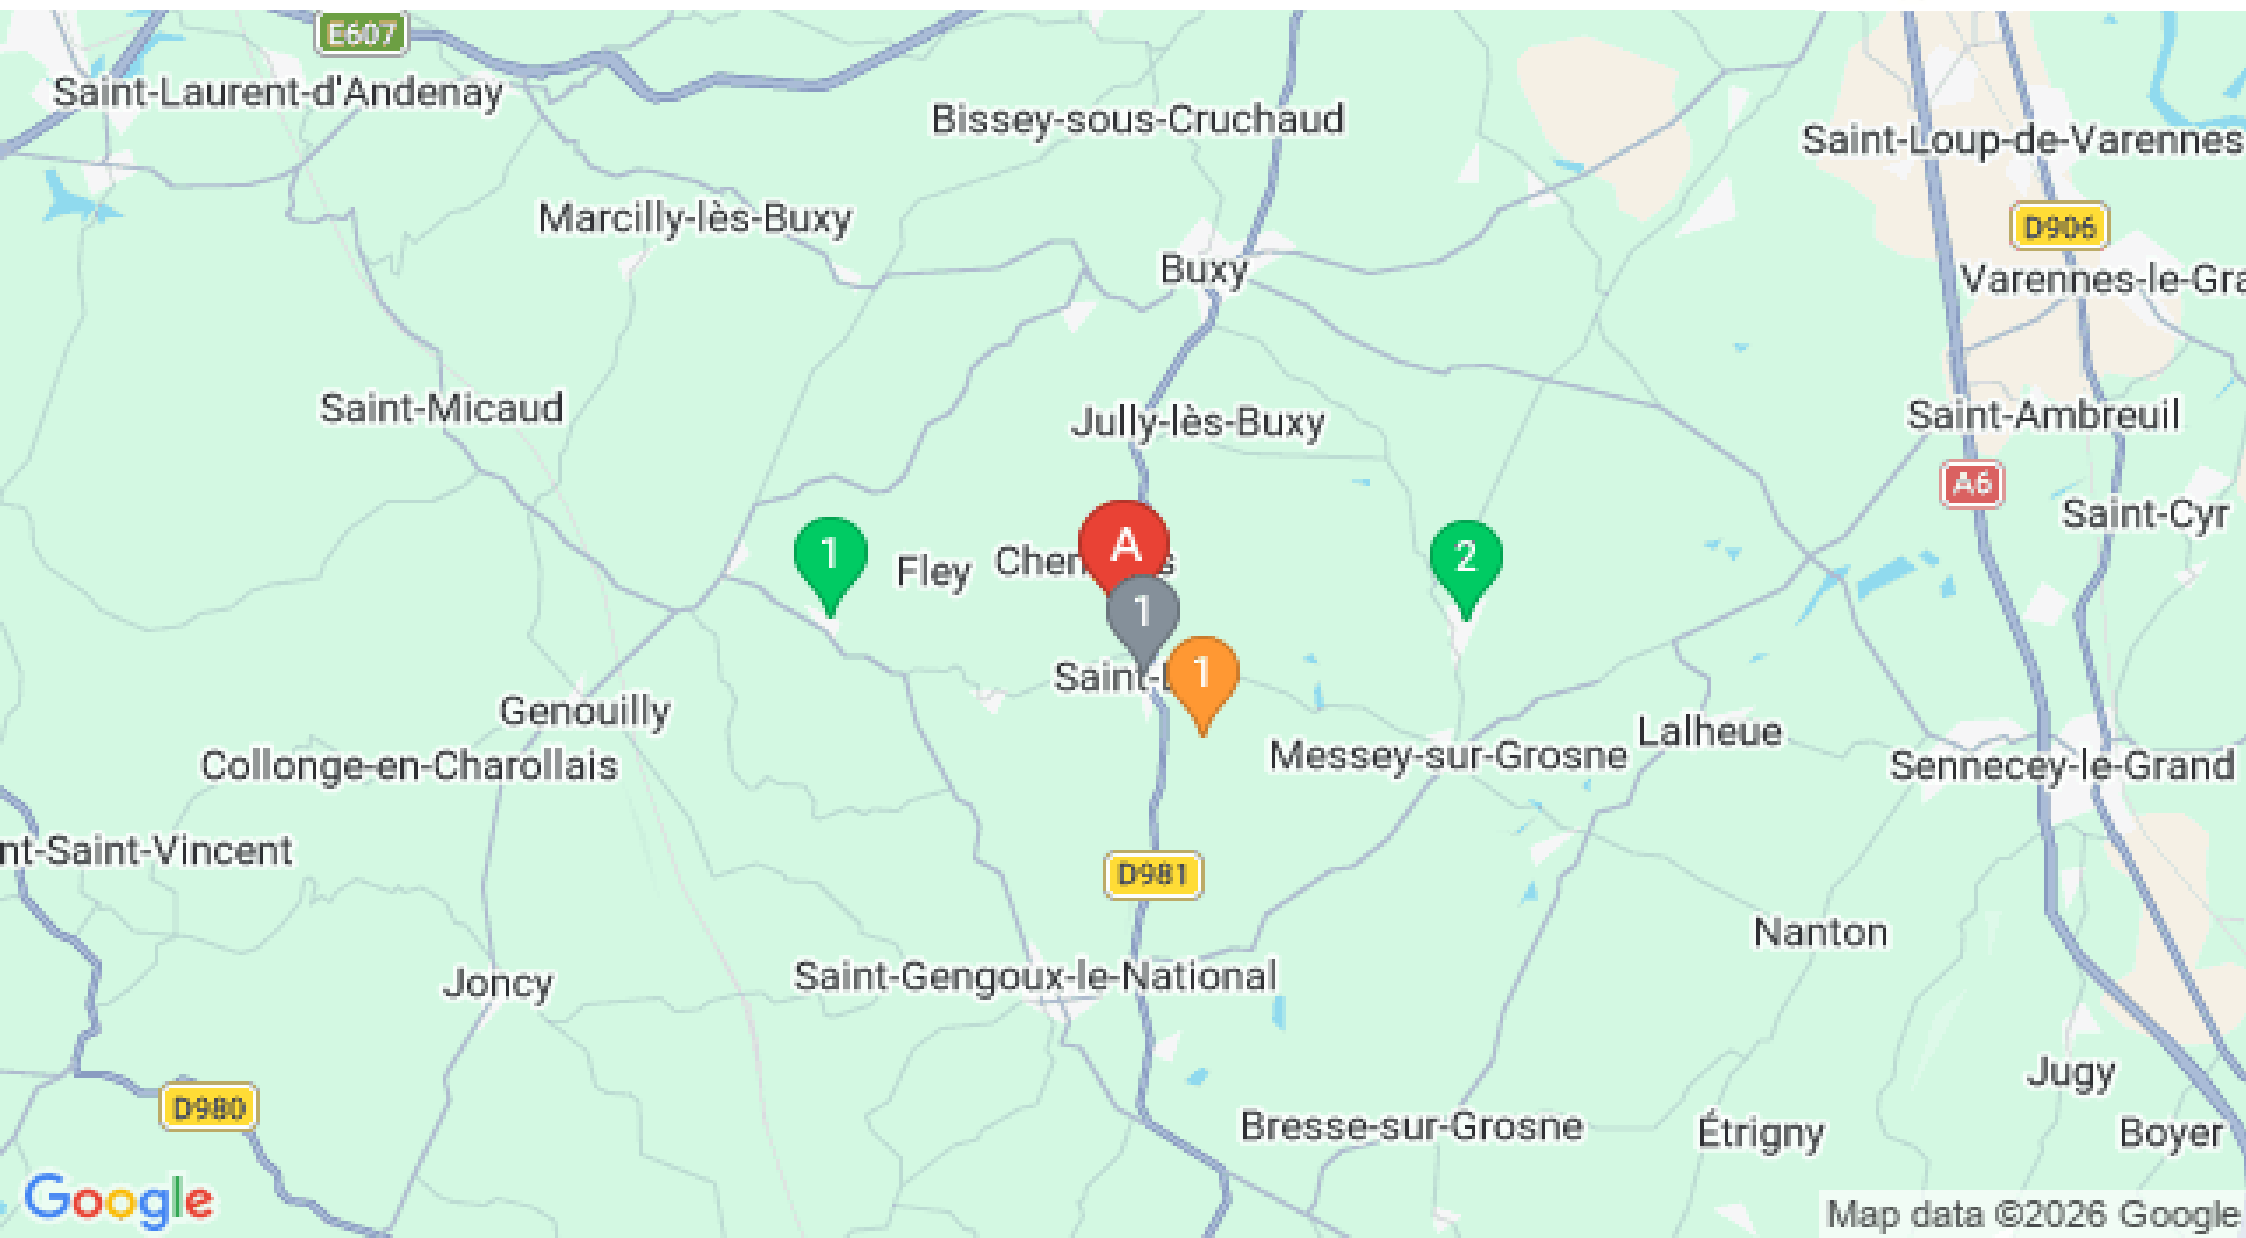 E607
Saint-Laurent-d'Andenay
Bissey-sous-Cruchaud
Saint-Loup-de-Varennes
Marcilly-lès-Buxy
D906
Buxy
Varennes-le-Gra
Saint-Micaud
Jully-lès-Buxy
Saint-Ambreuil
A6
Saint-Cyr
1
Fley
A
2
1
Saint-
1
Genouilly
Messey-sur-Grosne
Lalheue
Collonge-en-Charollais
Sennecey-le-Grand
nt-Saint-Vincent
D981
Nanton
Joncy
Saint-Gengoux-le-National
Jugy
D980
Bresse-sur-Grosne
Étrigny
Boyer
Google
Map data ©2026 Google